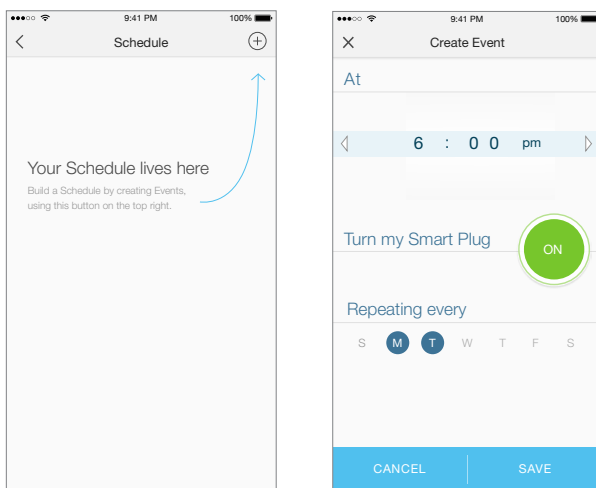 9:41 PM 100%
Schedule
Your Schedule lives here
Build a Schedule by creating Events,
using this button on the top right.
9:41 PM 100%
Create Event
At
6 : 0 0 pm
Turn my Smart Plug
ON
Repeating every
S M T W T F S
CANCEL SAVE